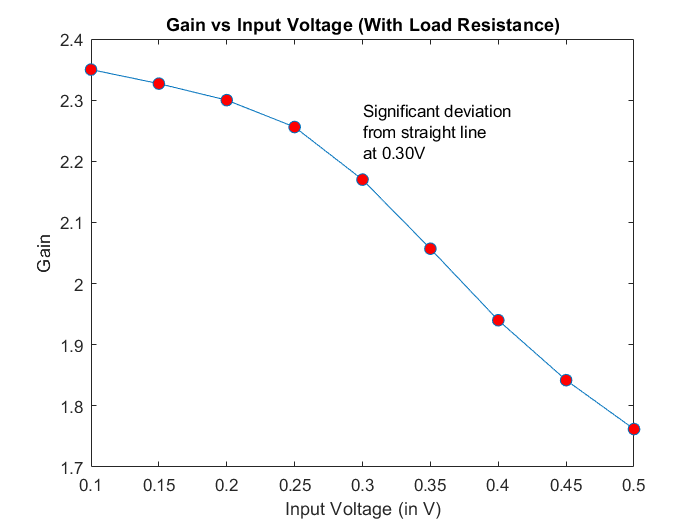 Gain vs Input Voltage (With Load Resistance)
2.4
2.3
2.2
2.1
2
1.9
1.8
1.7
Gain
Significant deviation
from straight line
at 0.30V
0.1 0.15 0.2 0.25 0.3 0.35 0.4 0.45 0.5
Input Voltage (in V)